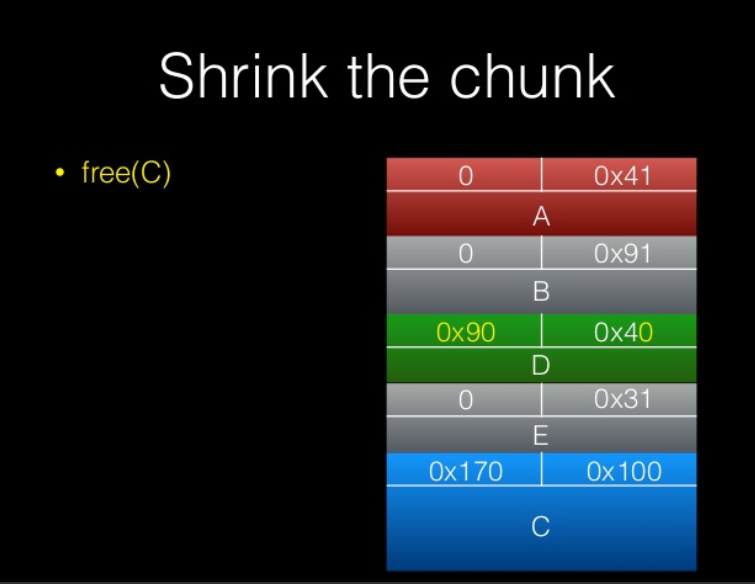 Shrink the chunk
• free(C)
0 0x41
A
0 0x91
B
0x90 0x40
D
0 0x31
E
0x170 0x100
C